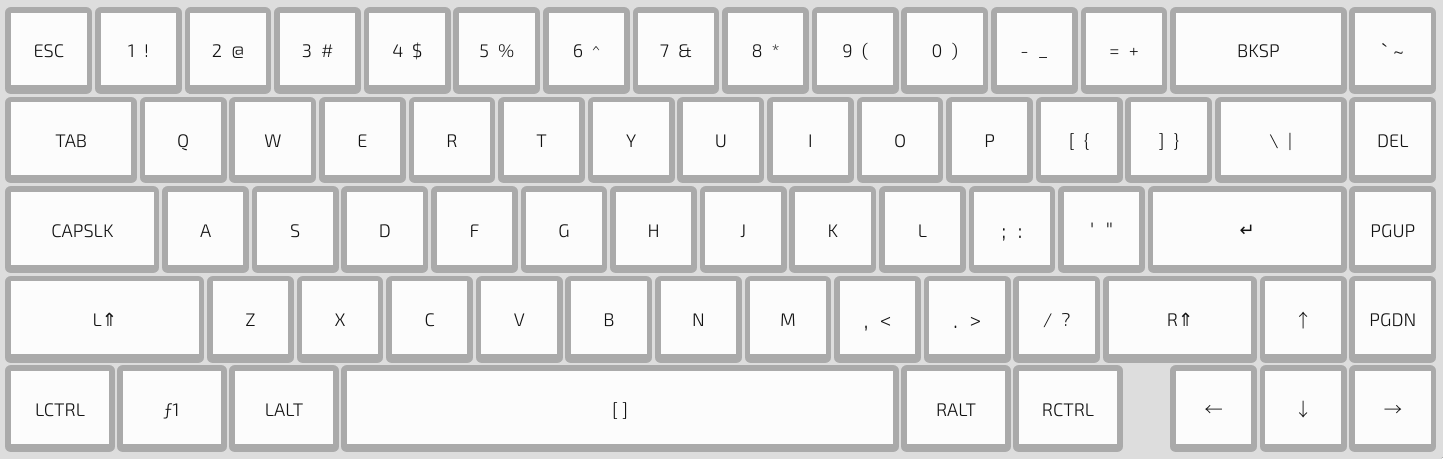 ESC 1 ! 2 @ 3 # 4 $ 5 % 6 ^ 7 & 8 * 9 ( 0 ) - _ = + BKSP ` ~
TAB Q W E R T Y U I O P [ { ] } \ | DEL
CAPSLK A S D F G H J K L ; : ' " ↵ PGUP
L⇑ Z X C V B N M , < . > / ? R⇑ ↑ PGDN
LCTRL ƒ1 LALT [ ] RALT RCTRL ← ↓ →